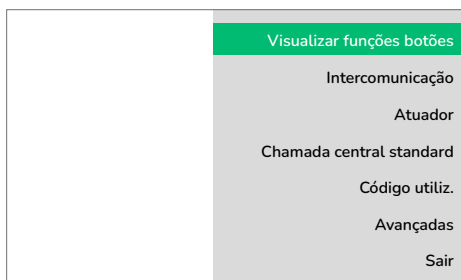 Visualizar funções botões
Intercomunicação
Atuador
Chamada central standard
Código utiliz.
Avançadas
Sair